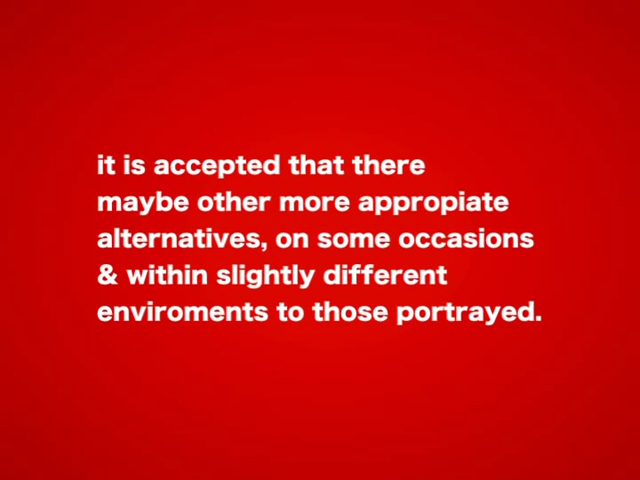 it is accepted that there
maybe other more appropiate
alternatives, on some occasions
& within slightly different
enviroments to those portrayed.